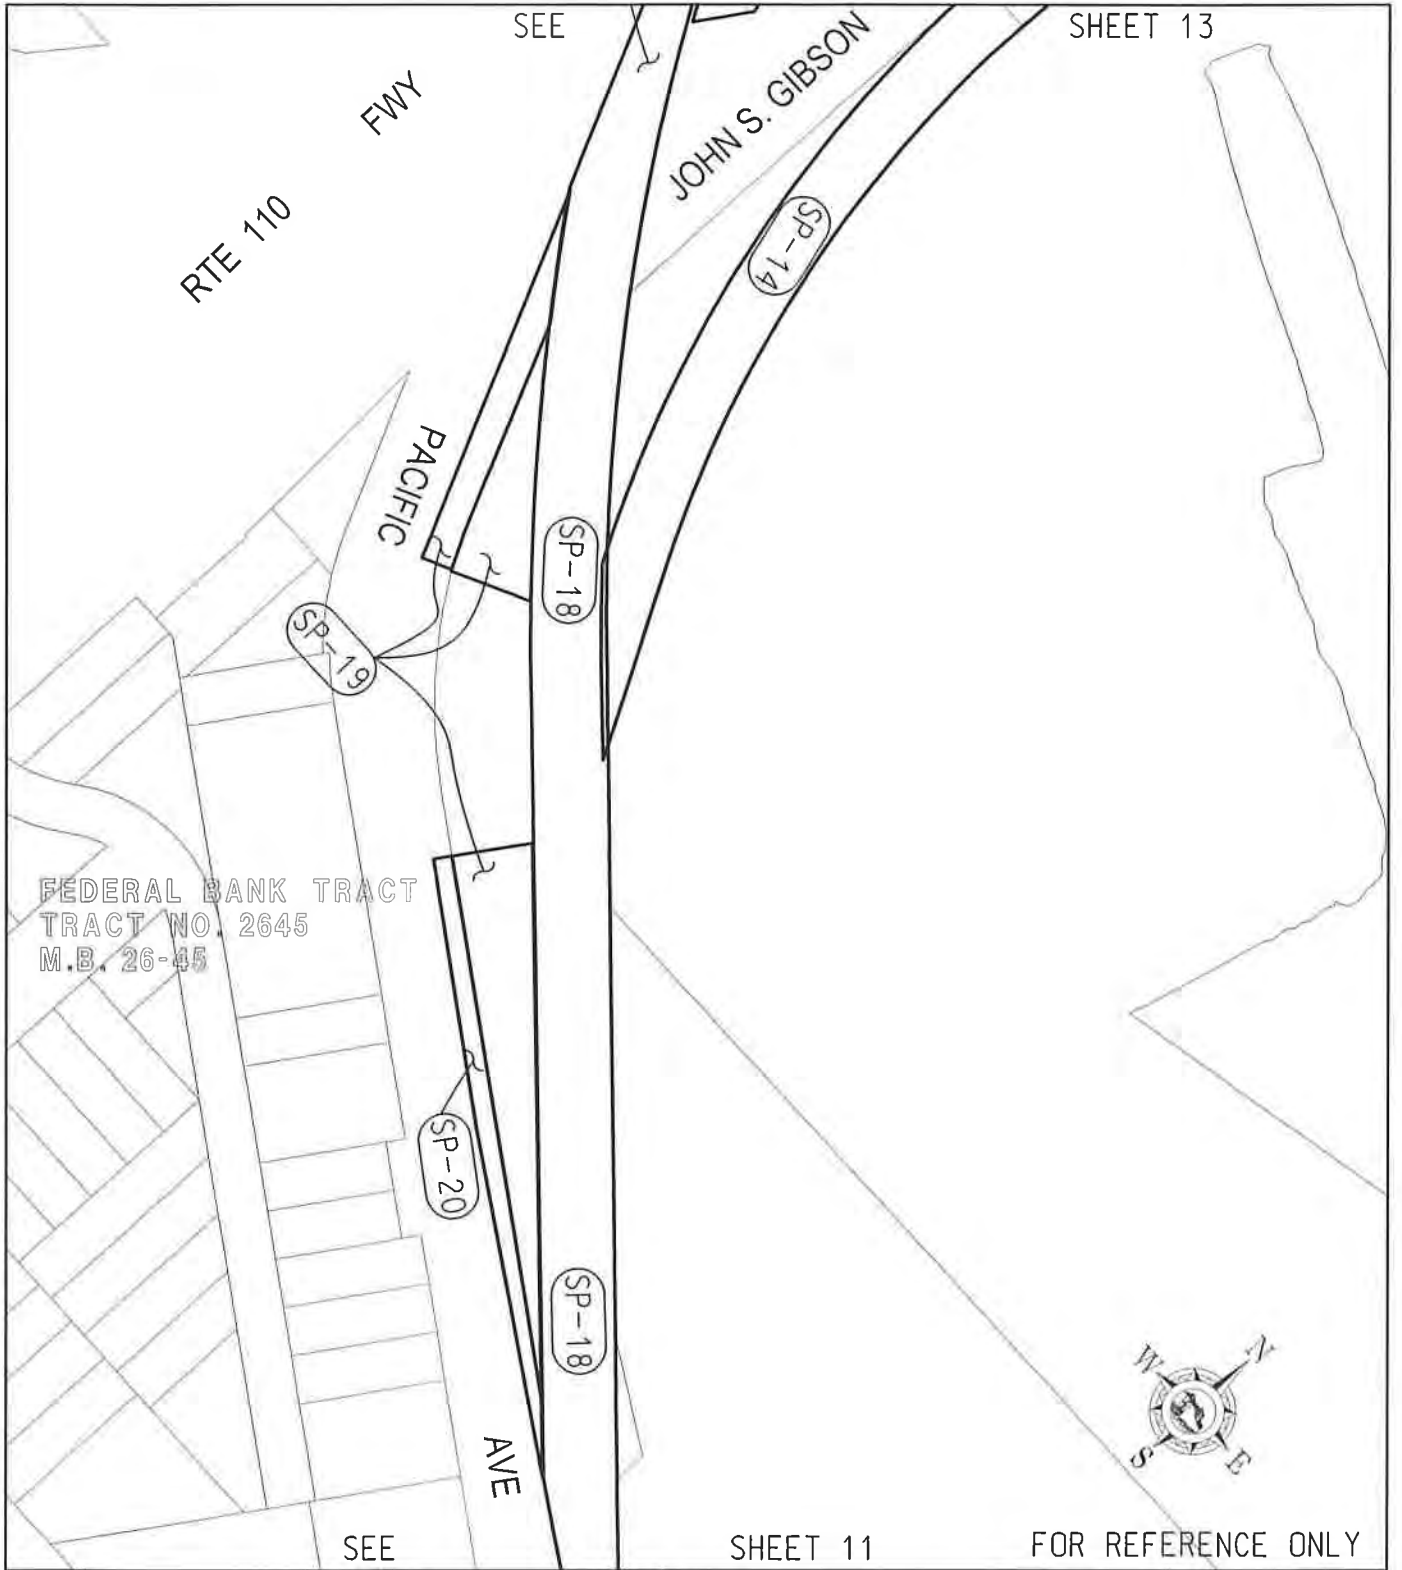 SEE
SHEET 13
FWY
JOHN S. GIBSON
RTE 110
SP-14
PACIFIC
SP-18
SP-19
FEDERAL BANK TRACT
TRACT NO. 2645
M.B. 26-45
SP-20
SP-18
W
N
S
E
AVE
SEE
SHEET 11
FOR REFERENCE ONLY